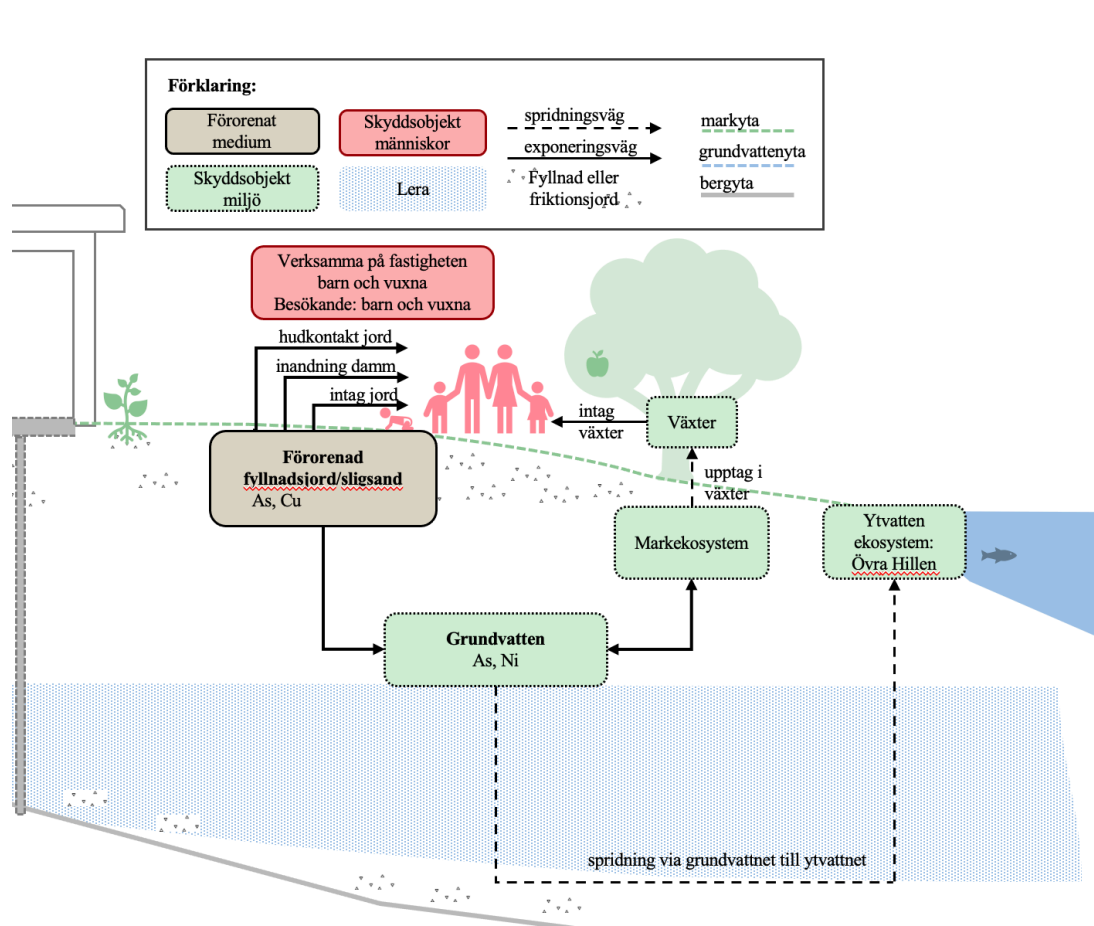 Förklaring:
Förorenat
medium
Skyddsobjekt
människor
Skyddsobjekt
miljö
Lera
spridningsväg
exponeringsväg
Fyllnad eller
friktionsjord
markyta
grundvattenyta
bergyta
Verksamma på fastigheten
barn och vuxna
Besökande: barn och vuxna
hudkontakt jord
inandning damm
intag jord
intag
växter
Växter
upptag i
växter
Förorenad
fyllnadsjord/sligsand
As, Cu
Markekosystem
Ytvatten
ekosystem:
Övra Hillen
Grundvatten
As, Ni
spridning via grundvattnet till ytvattnet